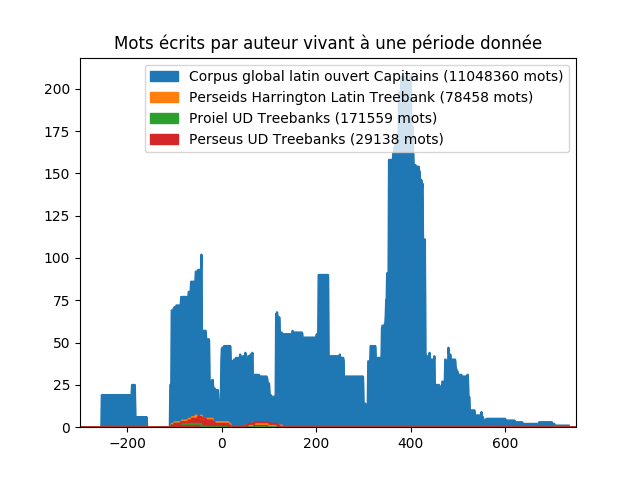 Mots écrits par auteur vivant à une période donnée
Corpus global latin ouvert Capitains (11048360 mots)
Perseids Harrington Latin Treebank (78458 mots)
Proiel UD Treebanks (171559 mots)
Perseus UD Treebanks (29138 mots)
200
175
150
125
100
75
50
25
0
−200
0
200
400
600